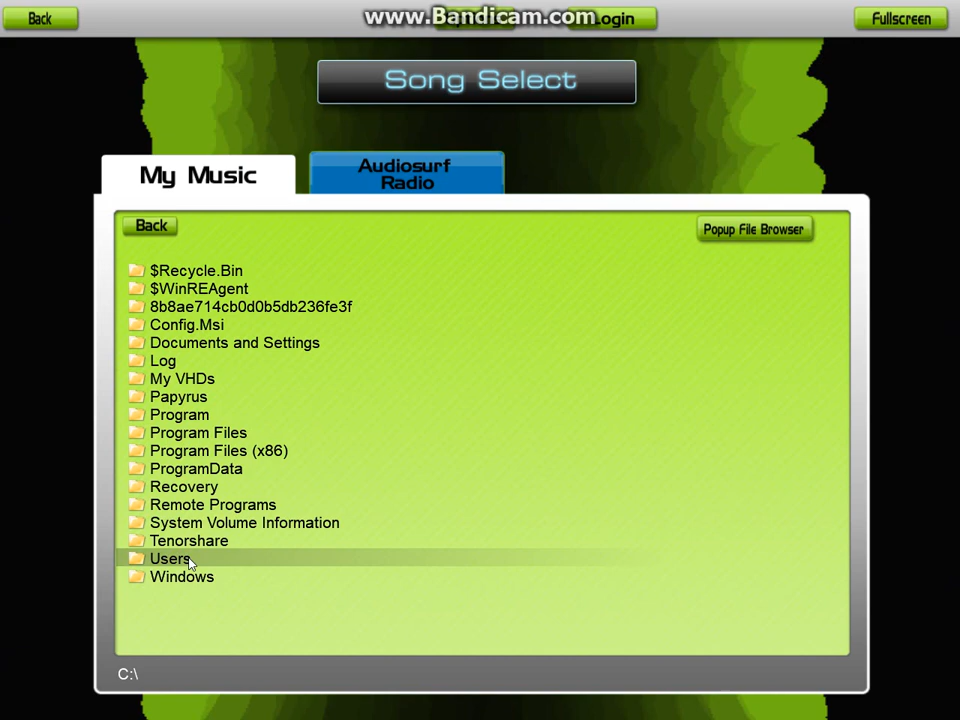 Back
www.Bandicam.com
Login
Fullscreen
Song Select
My Music
Audiosurf
Radio
Back
Popup File Browser
$Recycle.Bin
$WinREAgent
8b8ae714cb0d0b5db236fe3f
Config.Msi
Documents and Settings
Log
My VHDs
Papyrus
Program
Program Files
Program Files (x86)
ProgramData
Recovery
Remote Programs
System Volume Information
Tenorshare
Users
Windows
C:\